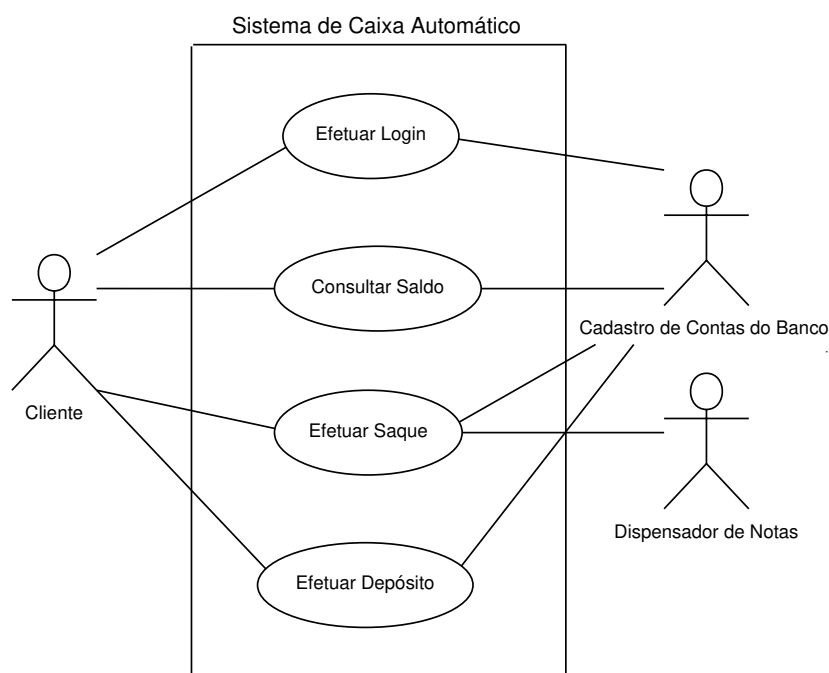 Sistema de Caixa Automático
Efetuar Login
Consultar Saldo
Cadastro de Contas do Banco
Efetuar Saque
Cliente
Dispensador de Notas
Efetuar Depósito